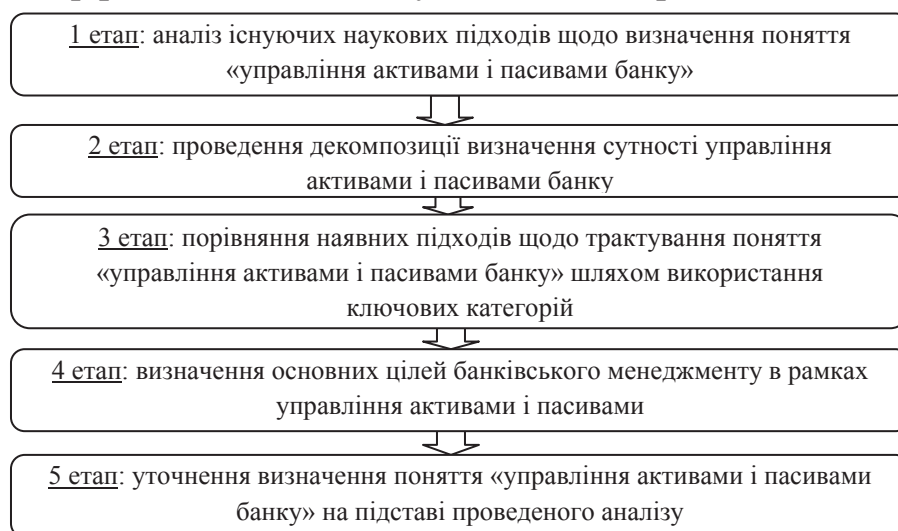 1 етап: аналіз існуючих наукових підходів щодо визначення поняття
«управління активами і пасивами банку»
2 етап: проведення декомпозиції визначення сутності управління
активами і пасивами банку
3 етап: порівняння наявних підходів щодо трактування поняття
«управління активами і пасивами банку» шляхом використання
ключових категорій
4 етап: визначення основних цілей банківського менеджменту в рамках
управління активами і пасивами
5 етап: уточнення визначення поняття «управління активами і пасивами
банку» на підставі проведеного аналізу